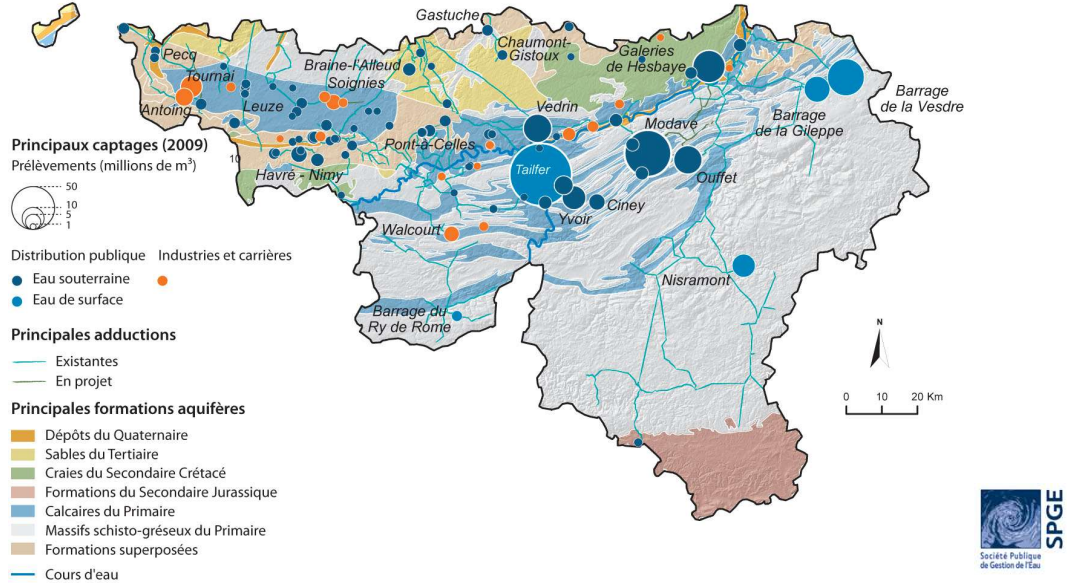 Gastuche
Pecq
Chaumont-
Gistoux
Galeries
de Hesbaye
Braine-l'Alleud
Tournai
Soignies
Antoing
Leuze
Vedrin
Barrage
de la Vesdre
Barrage
de la Gileppe
Modave
Pont-à-Celles
Havré - Nimy
Tailfer
Ouffet
Ciney
Yvoir
Walcourt
Nisramont
Barrage du
Ry de Rome
Principaux captages (2009)
10
Prélèvements (millions de m³)
50
10
5
1
Distribution publique
Industries et carrières
Eau souterraine
Eau de surface
Principales adductions
Existantes
En projet
Principales formations aquifères
Dépôts du Quaternaire
Sables du Tertiaire
Craies du Secondaire Crétacé
Formations du Secondaire Jurassique
Calcaires du Primaire
Massifs schisto-gréseux du Primaire
Formations superposées
Cours d'eau
N
0 10 20 Km
SPGE
Société Publique
de Gestion de l'Eau